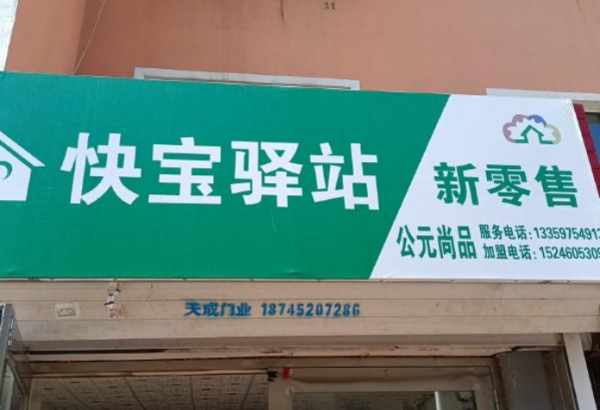 快宝驿站
新零售
公元尚品
服务电话:1335975491
加盟电话:1524605309
天成门业 18745207286